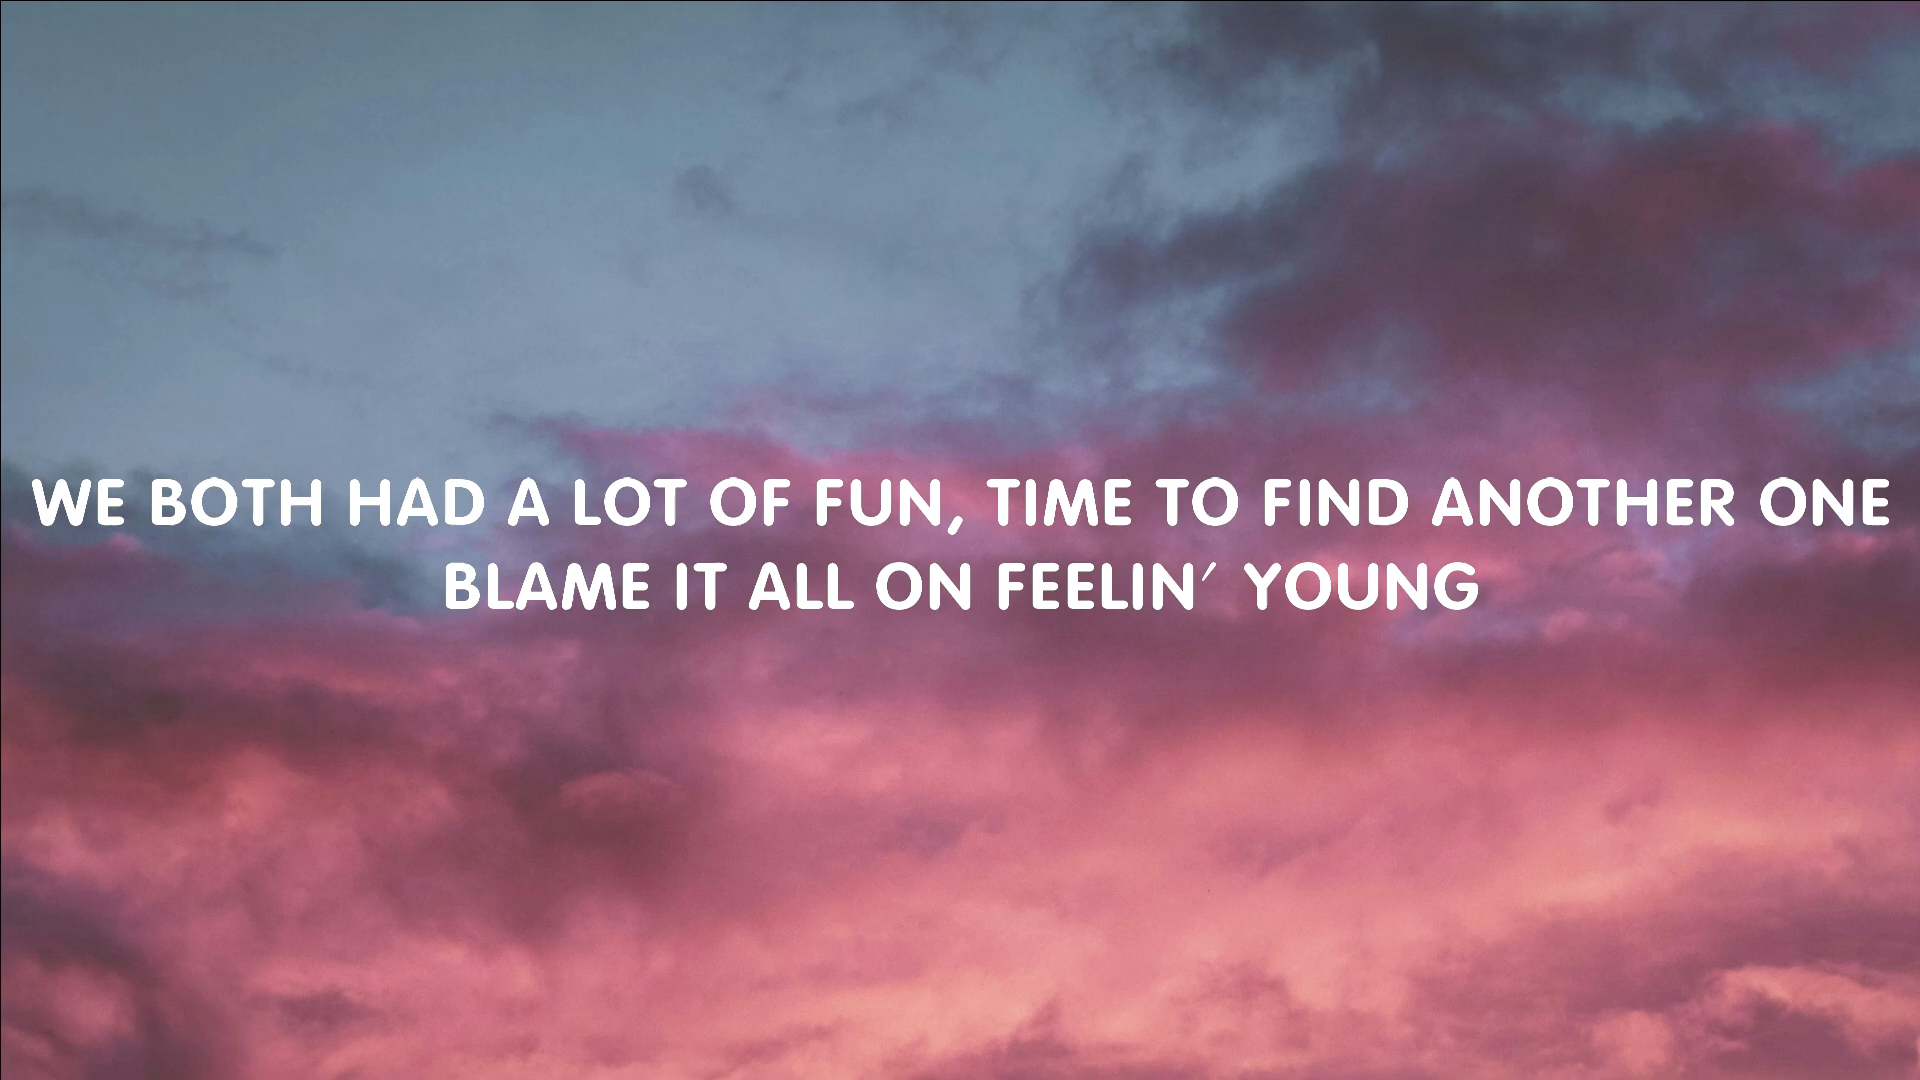 WE BOTH HAD A LOT OF FUN, TIME TO FIND ANOTHER ONE
BLAME IT ALL ON FEELIN' YOUNG